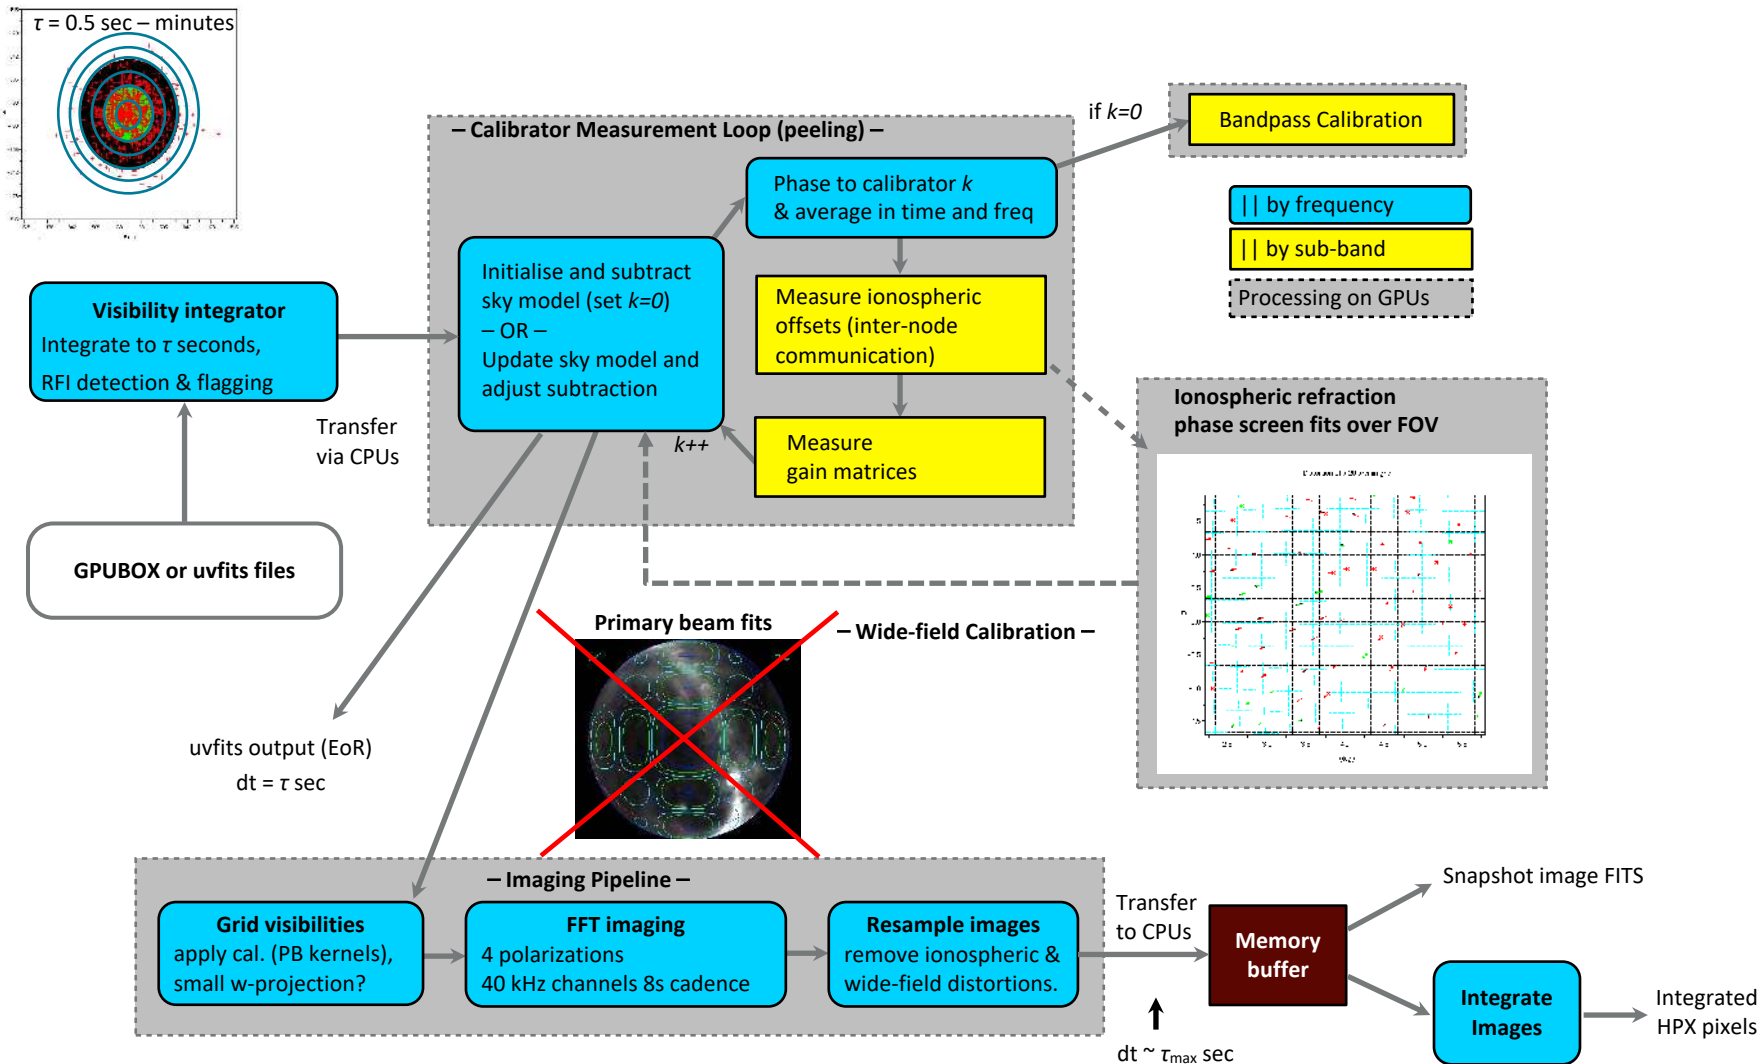 τ = 0.5 sec – minutes
– Calibrator Measurement Loop (peeling) –
if k=0
Bandpass Calibration
Phase to calibrator k
& average in time and freq
|| by frequency
|| by sub-band
Processing on GPUs
Initialise and subtract
sky model (set k=0)
– OR –
Update sky model and
adjust subtraction
Measure ionospheric
offsets (inter-node
communication)
Visibility integrator
Integrate to τ seconds,
RFI detection & flagging
Transfer
via CPUs
k++
Measure
gain matrices
Ionospheric refraction
phase screen fits over FOV
GPUBOX or uvfits files
Primary beam fits
– Wide-field Calibration –
uvfits output (EoR)
dt = τ sec
– Imaging Pipeline –
Grid visibilities
apply cal. (PB kernels),
small w-projection?
FFT imaging
4 polarizations
40 kHz channels 8s cadence
Resample images
remove ionospheric &
wide-field distortions.
Transfer
to CPUs
Memory
buffer
Snapshot image FITS
Integrate
Images
Integrated
HPX pixels
dt ~ τmax sec